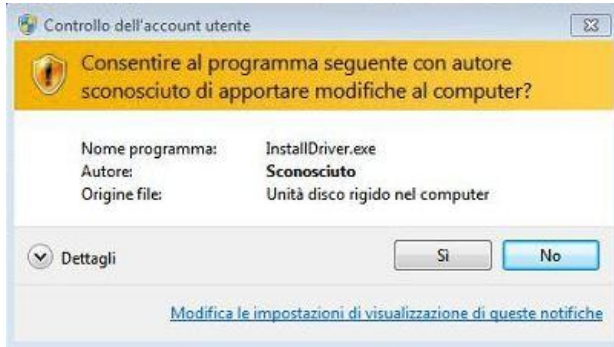 Controllo dell'account utente
Consentire al programma seguente con autore
sconosciuto di apportare modifiche al computer?
Nome programma: InstallDriver.exe
Autore: Sconosciuto
Origine file: Unità disco rigido nel computer
Dettagli Sì No
Modifica le impostazioni di visualizzazione di queste notifiche